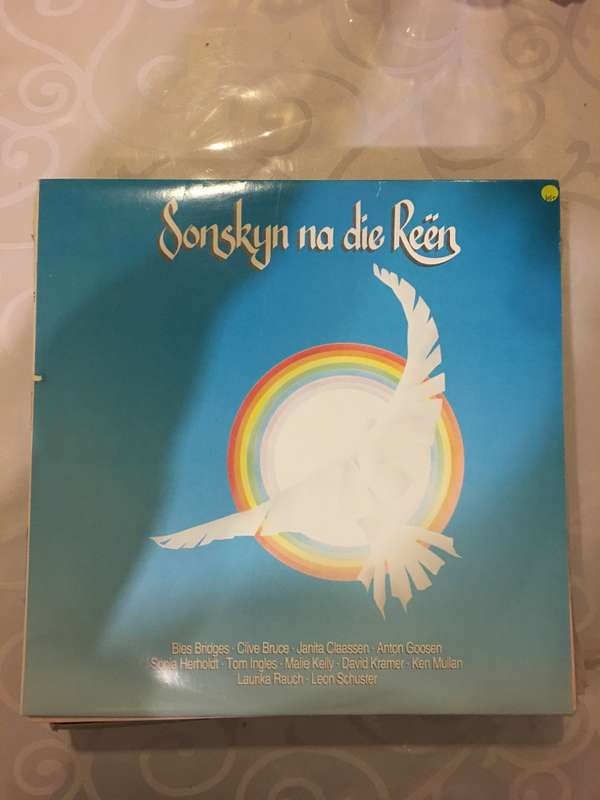 Sonskyn na die Reën
Bles Bridges · Clive Bruce · Janita Claassen · Anton Goosen
Sonja Herholdt · Tom Ingles · Malie Kelly · David Kramer · Ken Mullan
Laurika Rauch · Leon Schuster